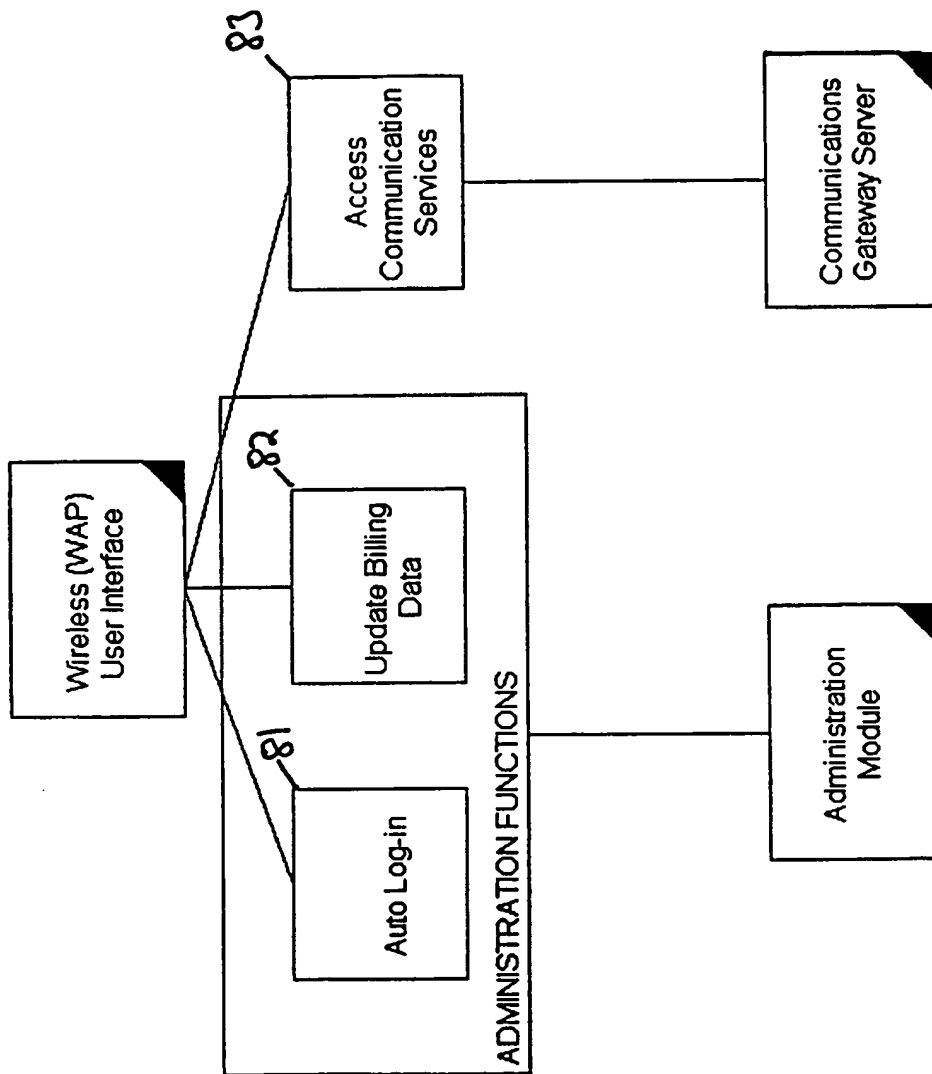 Wireless (WAP)
User Interface
81
Auto Log-in
82
Update Billing
Data
ADMINISTRATION FUNCTIONS
83
Access
Communication
Services
Administration
Module
Communications
Gateway Server